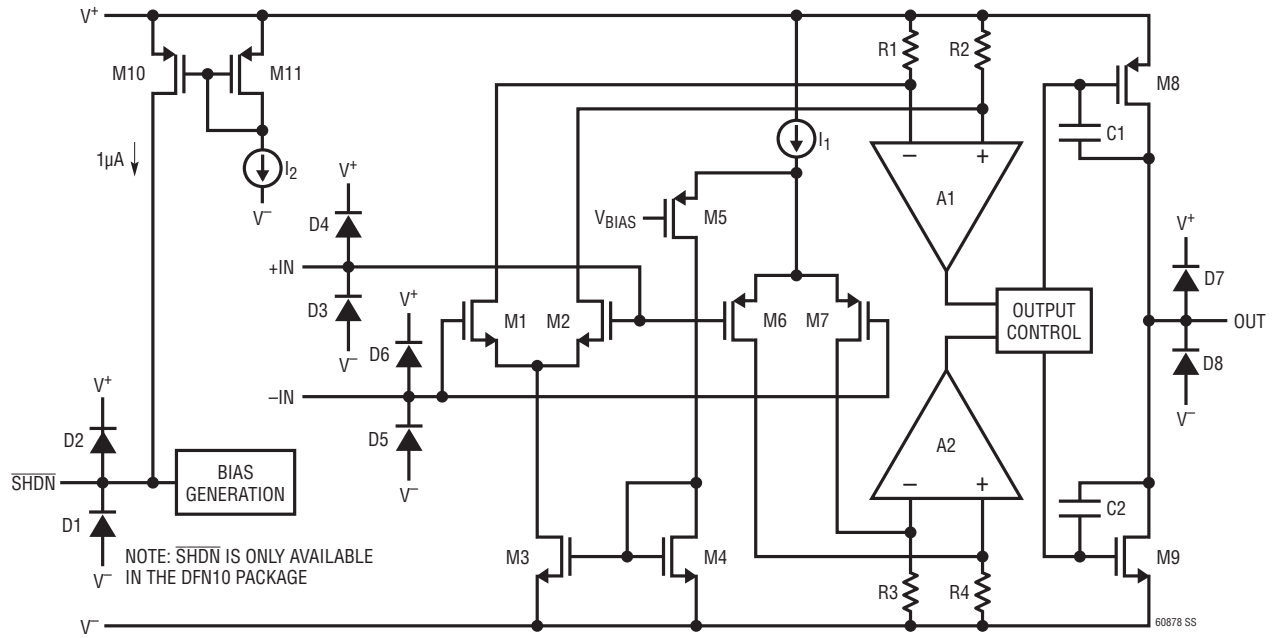 V+
R1
R2
M10
M11
M8
C1
I1
1µA
I2
V+
V–
A1
M5
VBIAS
D4
V+
+IN
D7
V+
D3
M1
M2
M6
M7
OUTPUT
CONTROL
OUT
D6
V–
D8
V+
–IN
V–
D5
A2
D2
V–
SHDN
BIAS
GENERATION
C2
D1
NOTE: SHDN IS ONLY AVAILABLE
IN THE DFN10 PACKAGE
M3
M4
M9
V–
R3
R4
V–
60878 SS
– +
– +